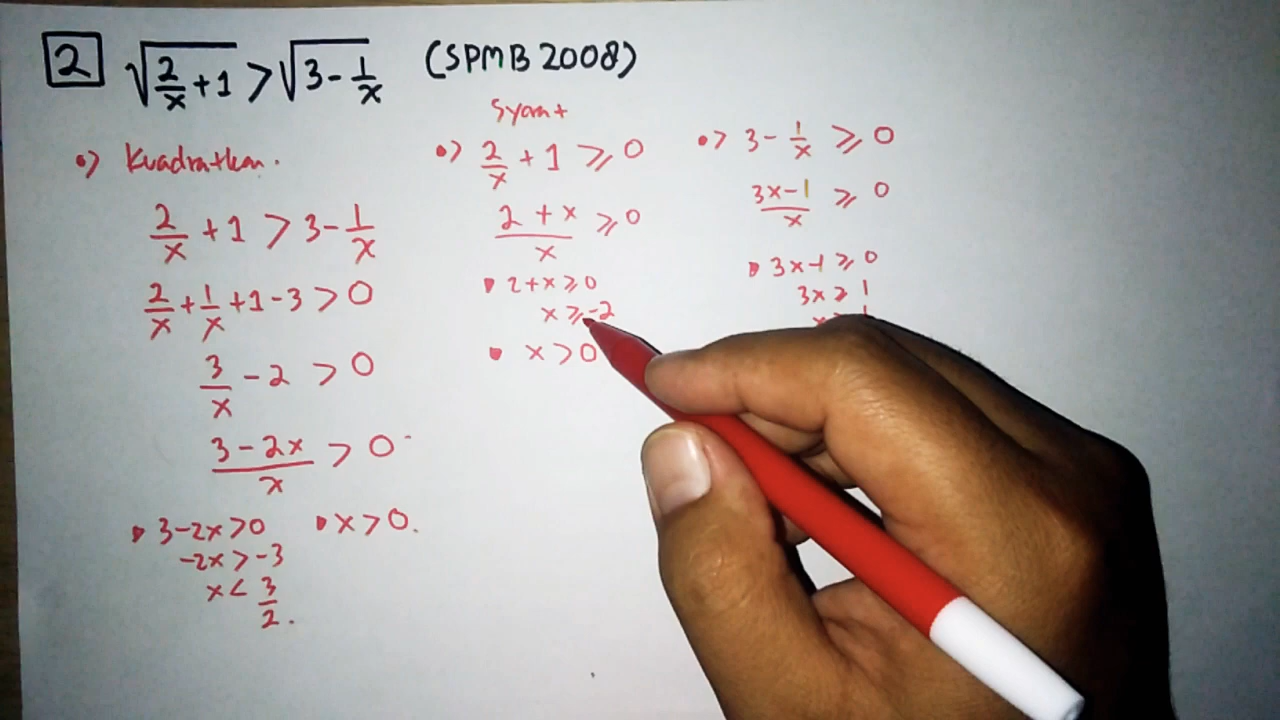 2 √(2/x + 1) > √(3 - 1/x) (SPMB 2008)
•) Kuadratkan.
2/x + 1 > 3 - 1/x
2/x + 1/x + 1 - 3 > 0
3/x - 2 > 0
(3 - 2x)/x > 0
• 3 - 2x > 0 • x > 0.
-2x > -3
x < 3/2.
Syarat
•) 2/x + 1 ≥ 0
(2 + x)/x ≥ 0
• 2 + x ≥ 0
x ≥ -2
• x > 0
•) 3 - 1/x ≥ 0
(3x - 1)/x ≥ 0
• 3x - 1 ≥ 0
3x ≥ 1